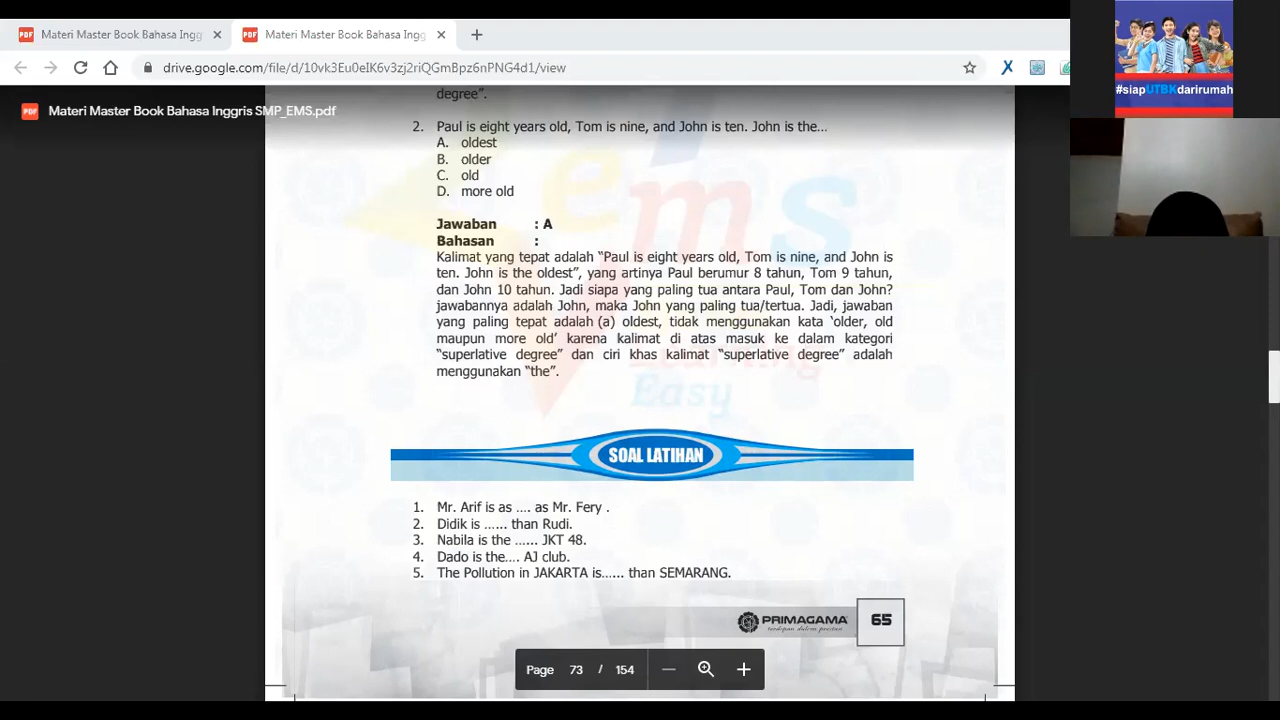 Materi Master Book Bahasa Ingg
Materi Master Book Bahasa Ingg
drive.google.com/file/d/10vk3Eu0eIK6v3zj2riQGmBpz6nPNG4d1/view
#siapUTBKdarirumah
PDF Materi Master Book Bahasa Inggris SMP_EMS.pdf
degree”.
2. Paul is eight years old, Tom is nine, and John is ten. John is the...
A. oldest
B. older
C. old
D. more old
Jawaban : A
Bahasan :
Kalimat yang tepat adalah “Paul is eight years old, Tom is nine, and John is
ten. John is the oldest”, yang artinya Paul berumur 8 tahun, Tom 9 tahun,
dan John 10 tahun. Jadi siapa yang paling tua antara Paul, Tom dan John?
jawabannya adalah John, maka John yang paling tua/tertua. Jadi, jawaban
yang paling tepat adalah (a) oldest, tidak menggunakan kata ‘older, old
maupun more old’ karena kalimat di atas masuk ke dalam kategori
“superlative degree” dan ciri khas kalimat “superlative degree” adalah
menggunakan “the”.
ems
Learning
Easy
SOAL LATIHAN
1. Mr. Arif is as .... as Mr. Fery .
2. Didik is ...... than Rudi.
3. Nabila is the ...... JKT 48.
4. Dado is the.... AJ club.
5. The Pollution in JAKARTA is...... than SEMARANG.
PRIMAGAMA
terdepan dalam prestasi
65
Page 73 / 154